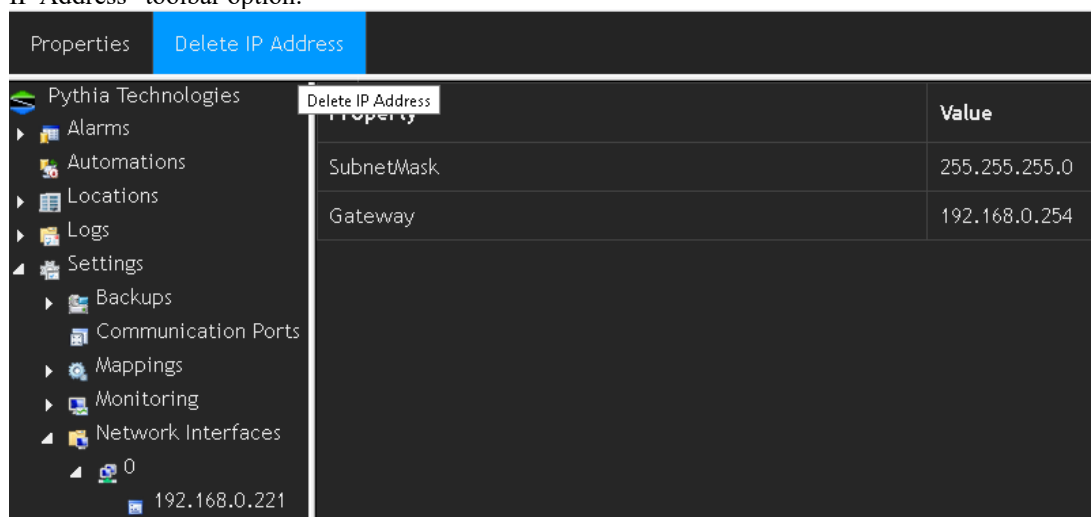 IP Address" toolbar option.
Properties Delete IP Address
Pythia Technologies
Delete IP Address
Property Value
Alarms
Automations
SubnetMask 255.255.255.0
Locations
Gateway 192.168.0.254
Logs
Settings
Backups
Communication Ports
Mappings
Monitoring
Network Interfaces
0
192.168.0.221